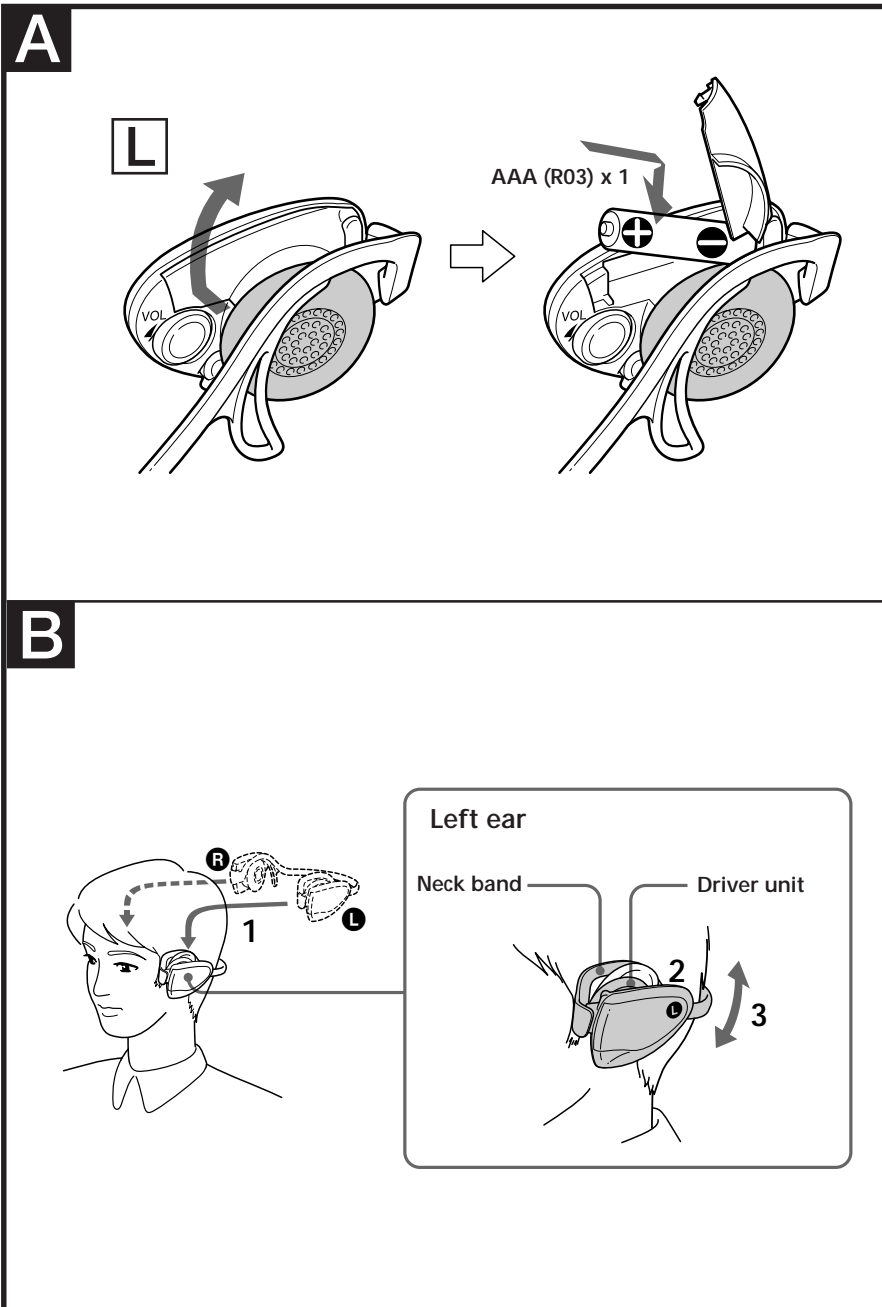 A
L
AAA (R03) x 1
VOL
VOL
B
Left ear
Neck band
Driver unit
R
L
1
2
L
3